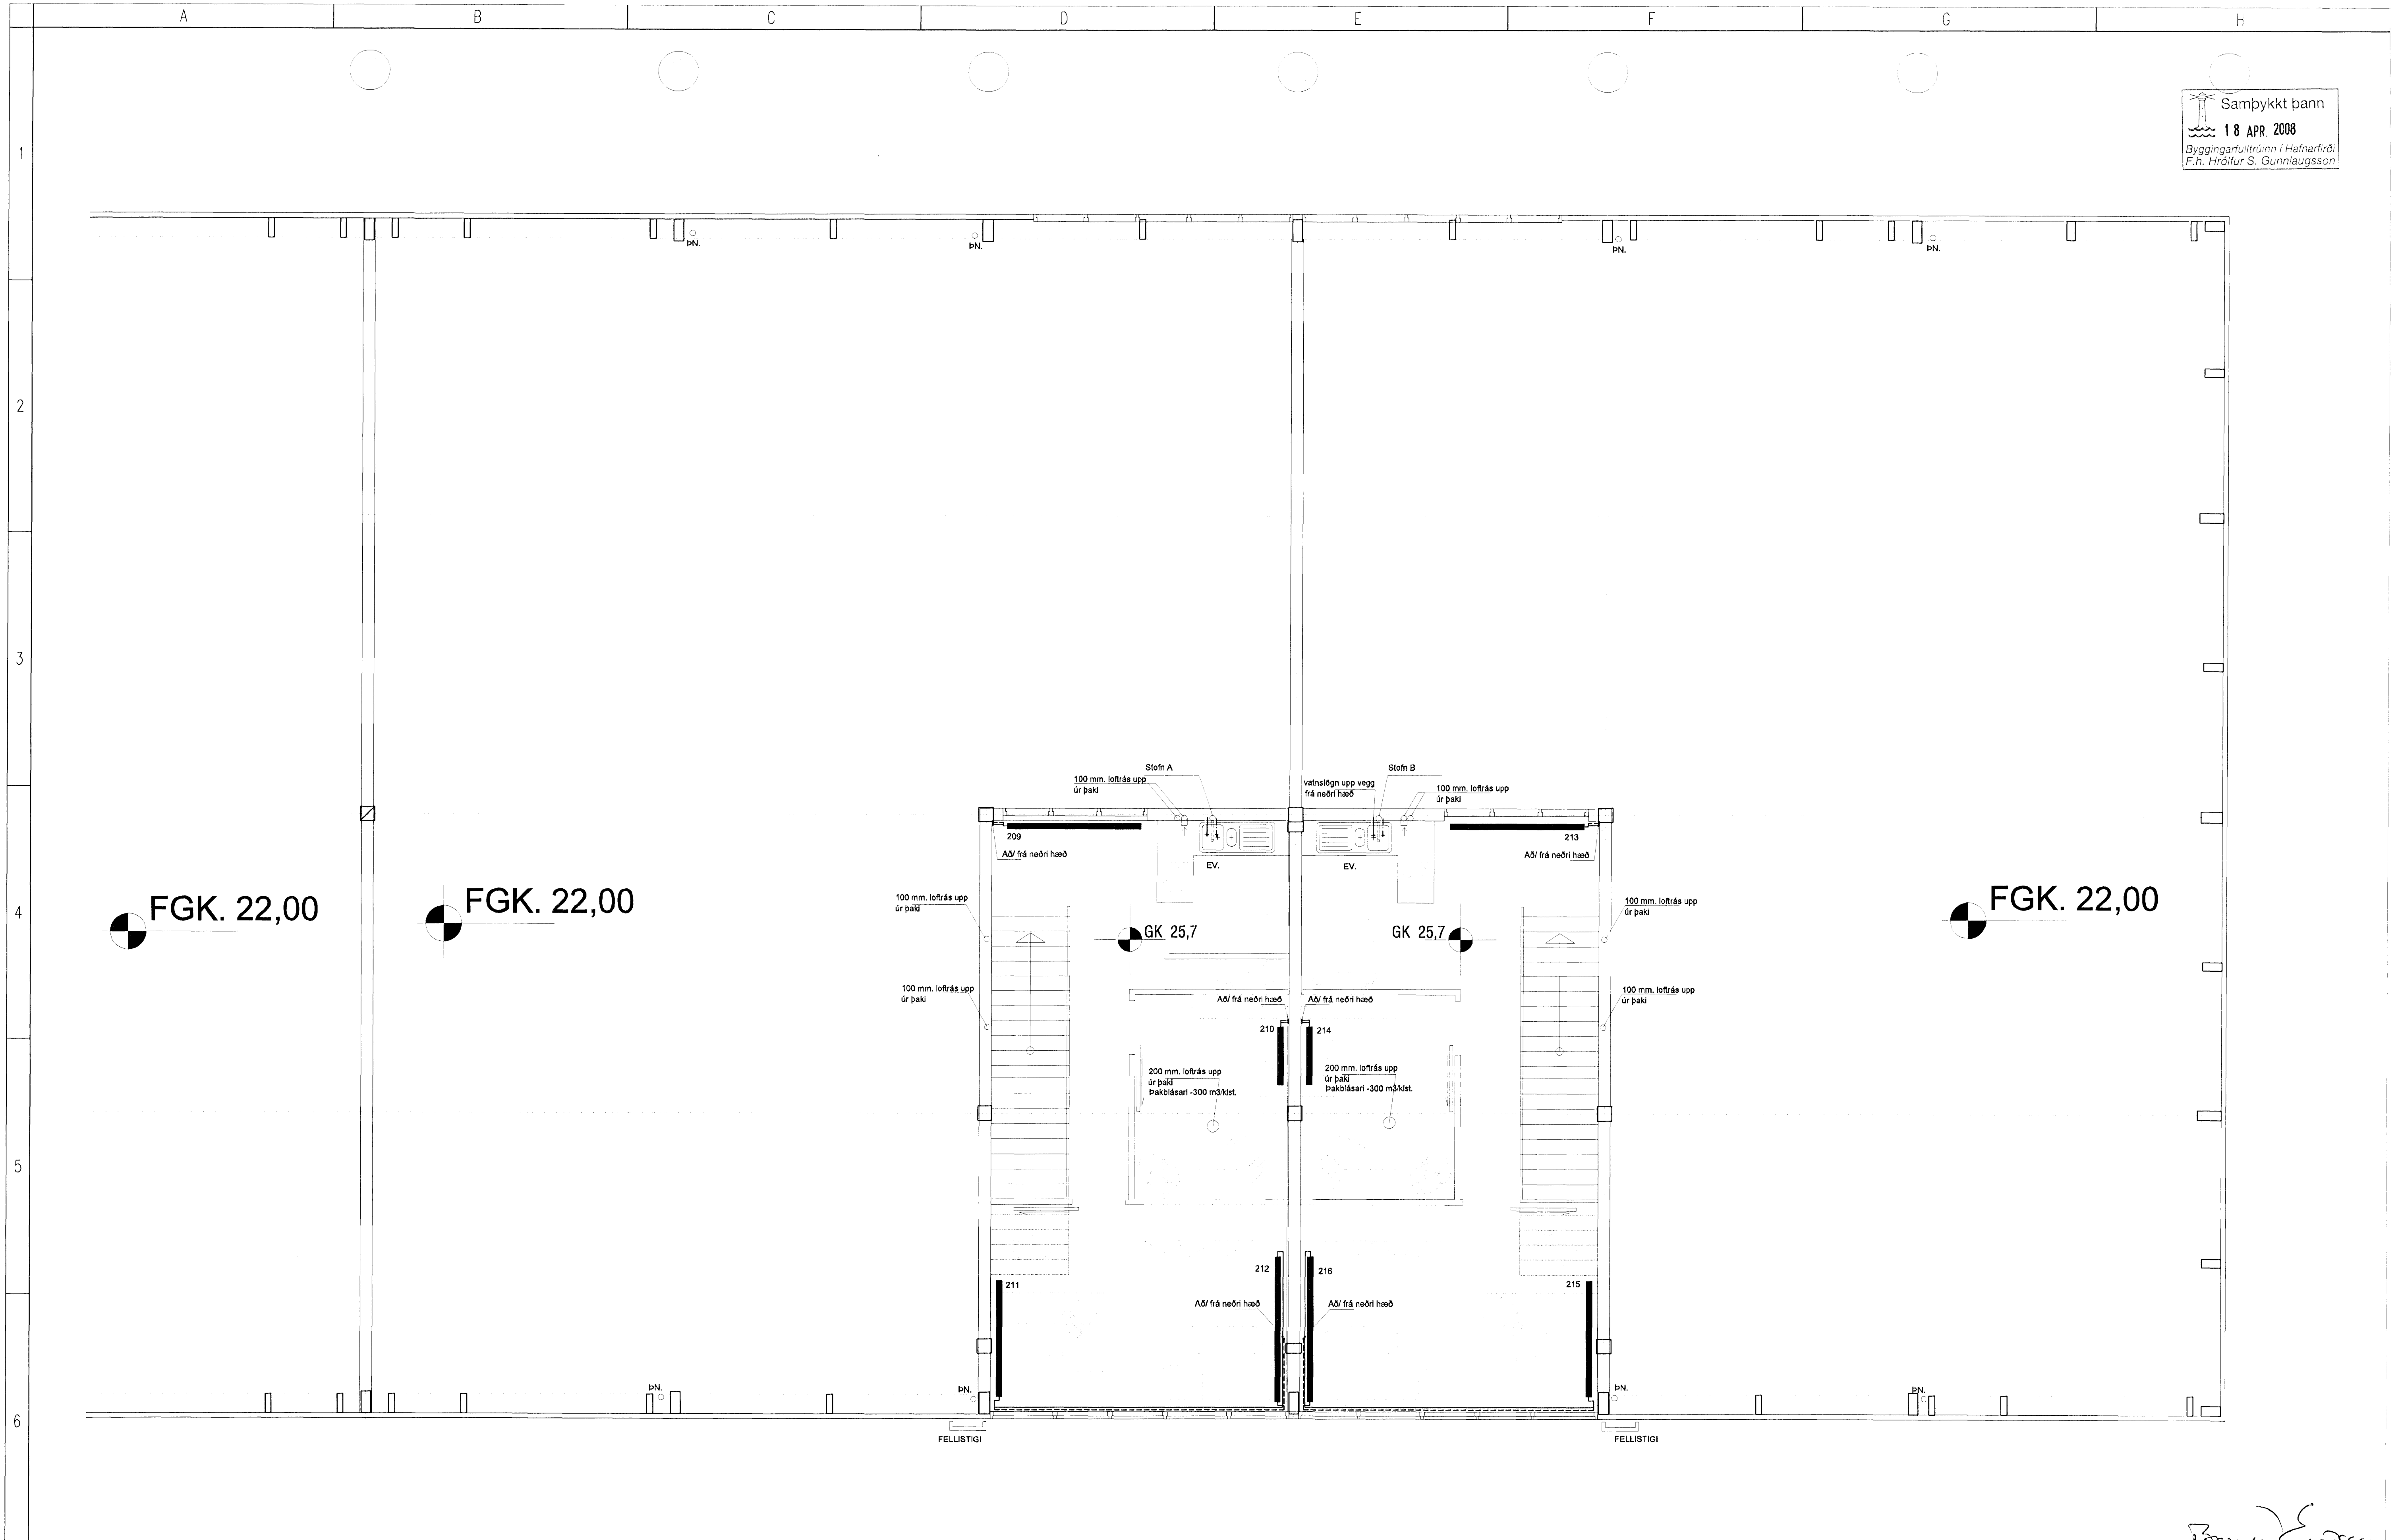 A B C D E F G H
Samþykkt þann
18 APR. 2008
Byggingarfulltrúinn í Hafnarfirði
F.h. Hrólfur S. Gunnlaugsson
1
ÞN.
ÞN.
ÞN.
ÞN.
2
3
Stofn A
100 mm. loftrás upp
úr þaki
vatnslögn upp vegg
frá neðri hæð
Stofn B
100 mm. loftrás upp
úr þaki
209
Að/ frá neðri hæð
EV.
EV.
213
Að/ frá neðri hæð
4
FGK. 22,00
FGK. 22,00
100 mm. loftrás upp
úr þaki
GK 25,7
GK 25,7
100 mm. loftrás upp
úr þaki
FGK. 22,00
100 mm. loftrás upp
úr þaki
Að/ frá neðri hæð
Að/ frá neðri hæð
100 mm. loftrás upp
úr þaki
210
214
200 mm. loftrás upp
úr þaki
Þakblásari -300 m3/klst.
200 mm. loftrás upp
úr þaki
Þakblásari -300 m3/klst.
5
211
212
216
215
Að/ frá neðri hæð
Að/ frá neðri hæð
6
ÞN.
ÞN.
ÞN.
ÞN.
FELLISTIGI
FELLISTIGI